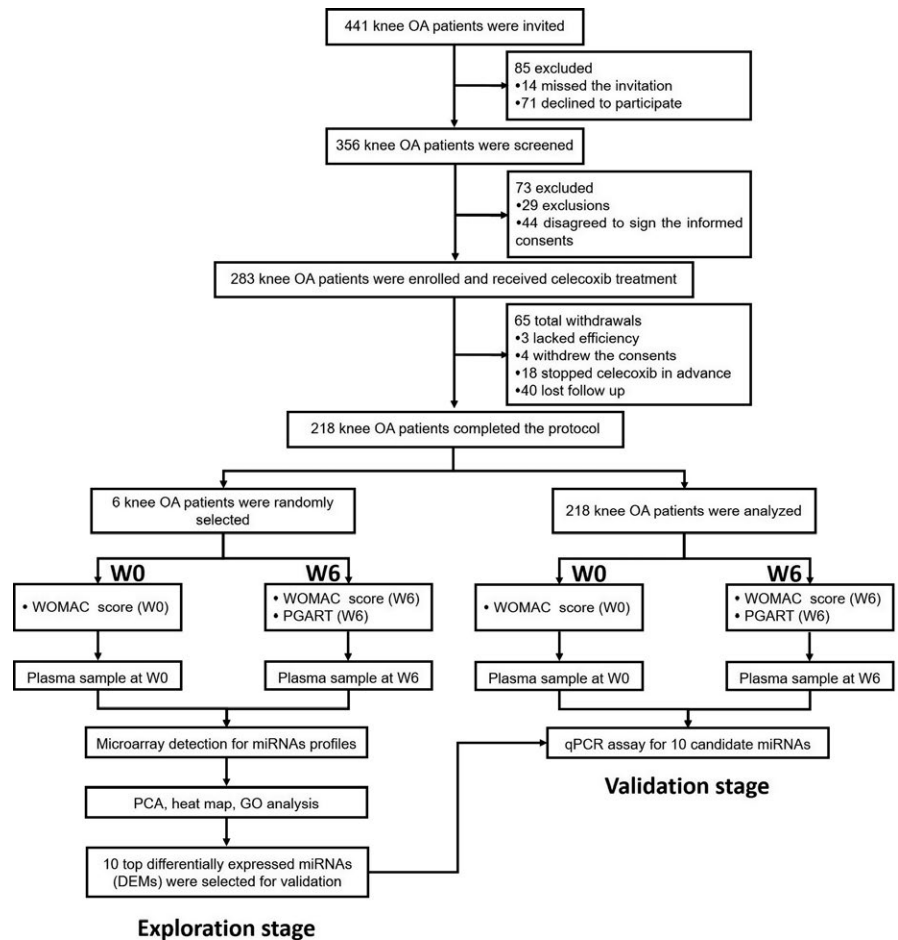 441 knee OA patients were invited
85 excluded
•14 missed the invitation
•71 declined to participate
356 knee OA patients were screened
73 excluded
•29 exclusions
•44 disagreed to sign the informed
consents
283 knee OA patients were enrolled and received celecoxib treatment
65 total withdrawals
•3 lacked efficiency
•4 withdrew the consents
•18 stopped celecoxib in advance
•40 lost follow up
218 knee OA patients completed the protocol
6 knee OA patients were randomly
selected
W0
W6
• WOMAC score (W0)
• WOMAC score (W6)
• PGART (W6)
Plasma sample at W0
Plasma sample at W6
Microarray detection for miRNAs profiles
PCA, heat map, GO analysis
10 top differentially expressed miRNAs
(DEMs) were selected for validation
Exploration stage
218 knee OA patients were analyzed
W0
W6
• WOMAC score (W0)
• WOMAC score (W6)
• PGART (W6)
Plasma sample at W0
Plasma sample at W6
qPCR assay for 10 candidate miRNAs
Validation stage